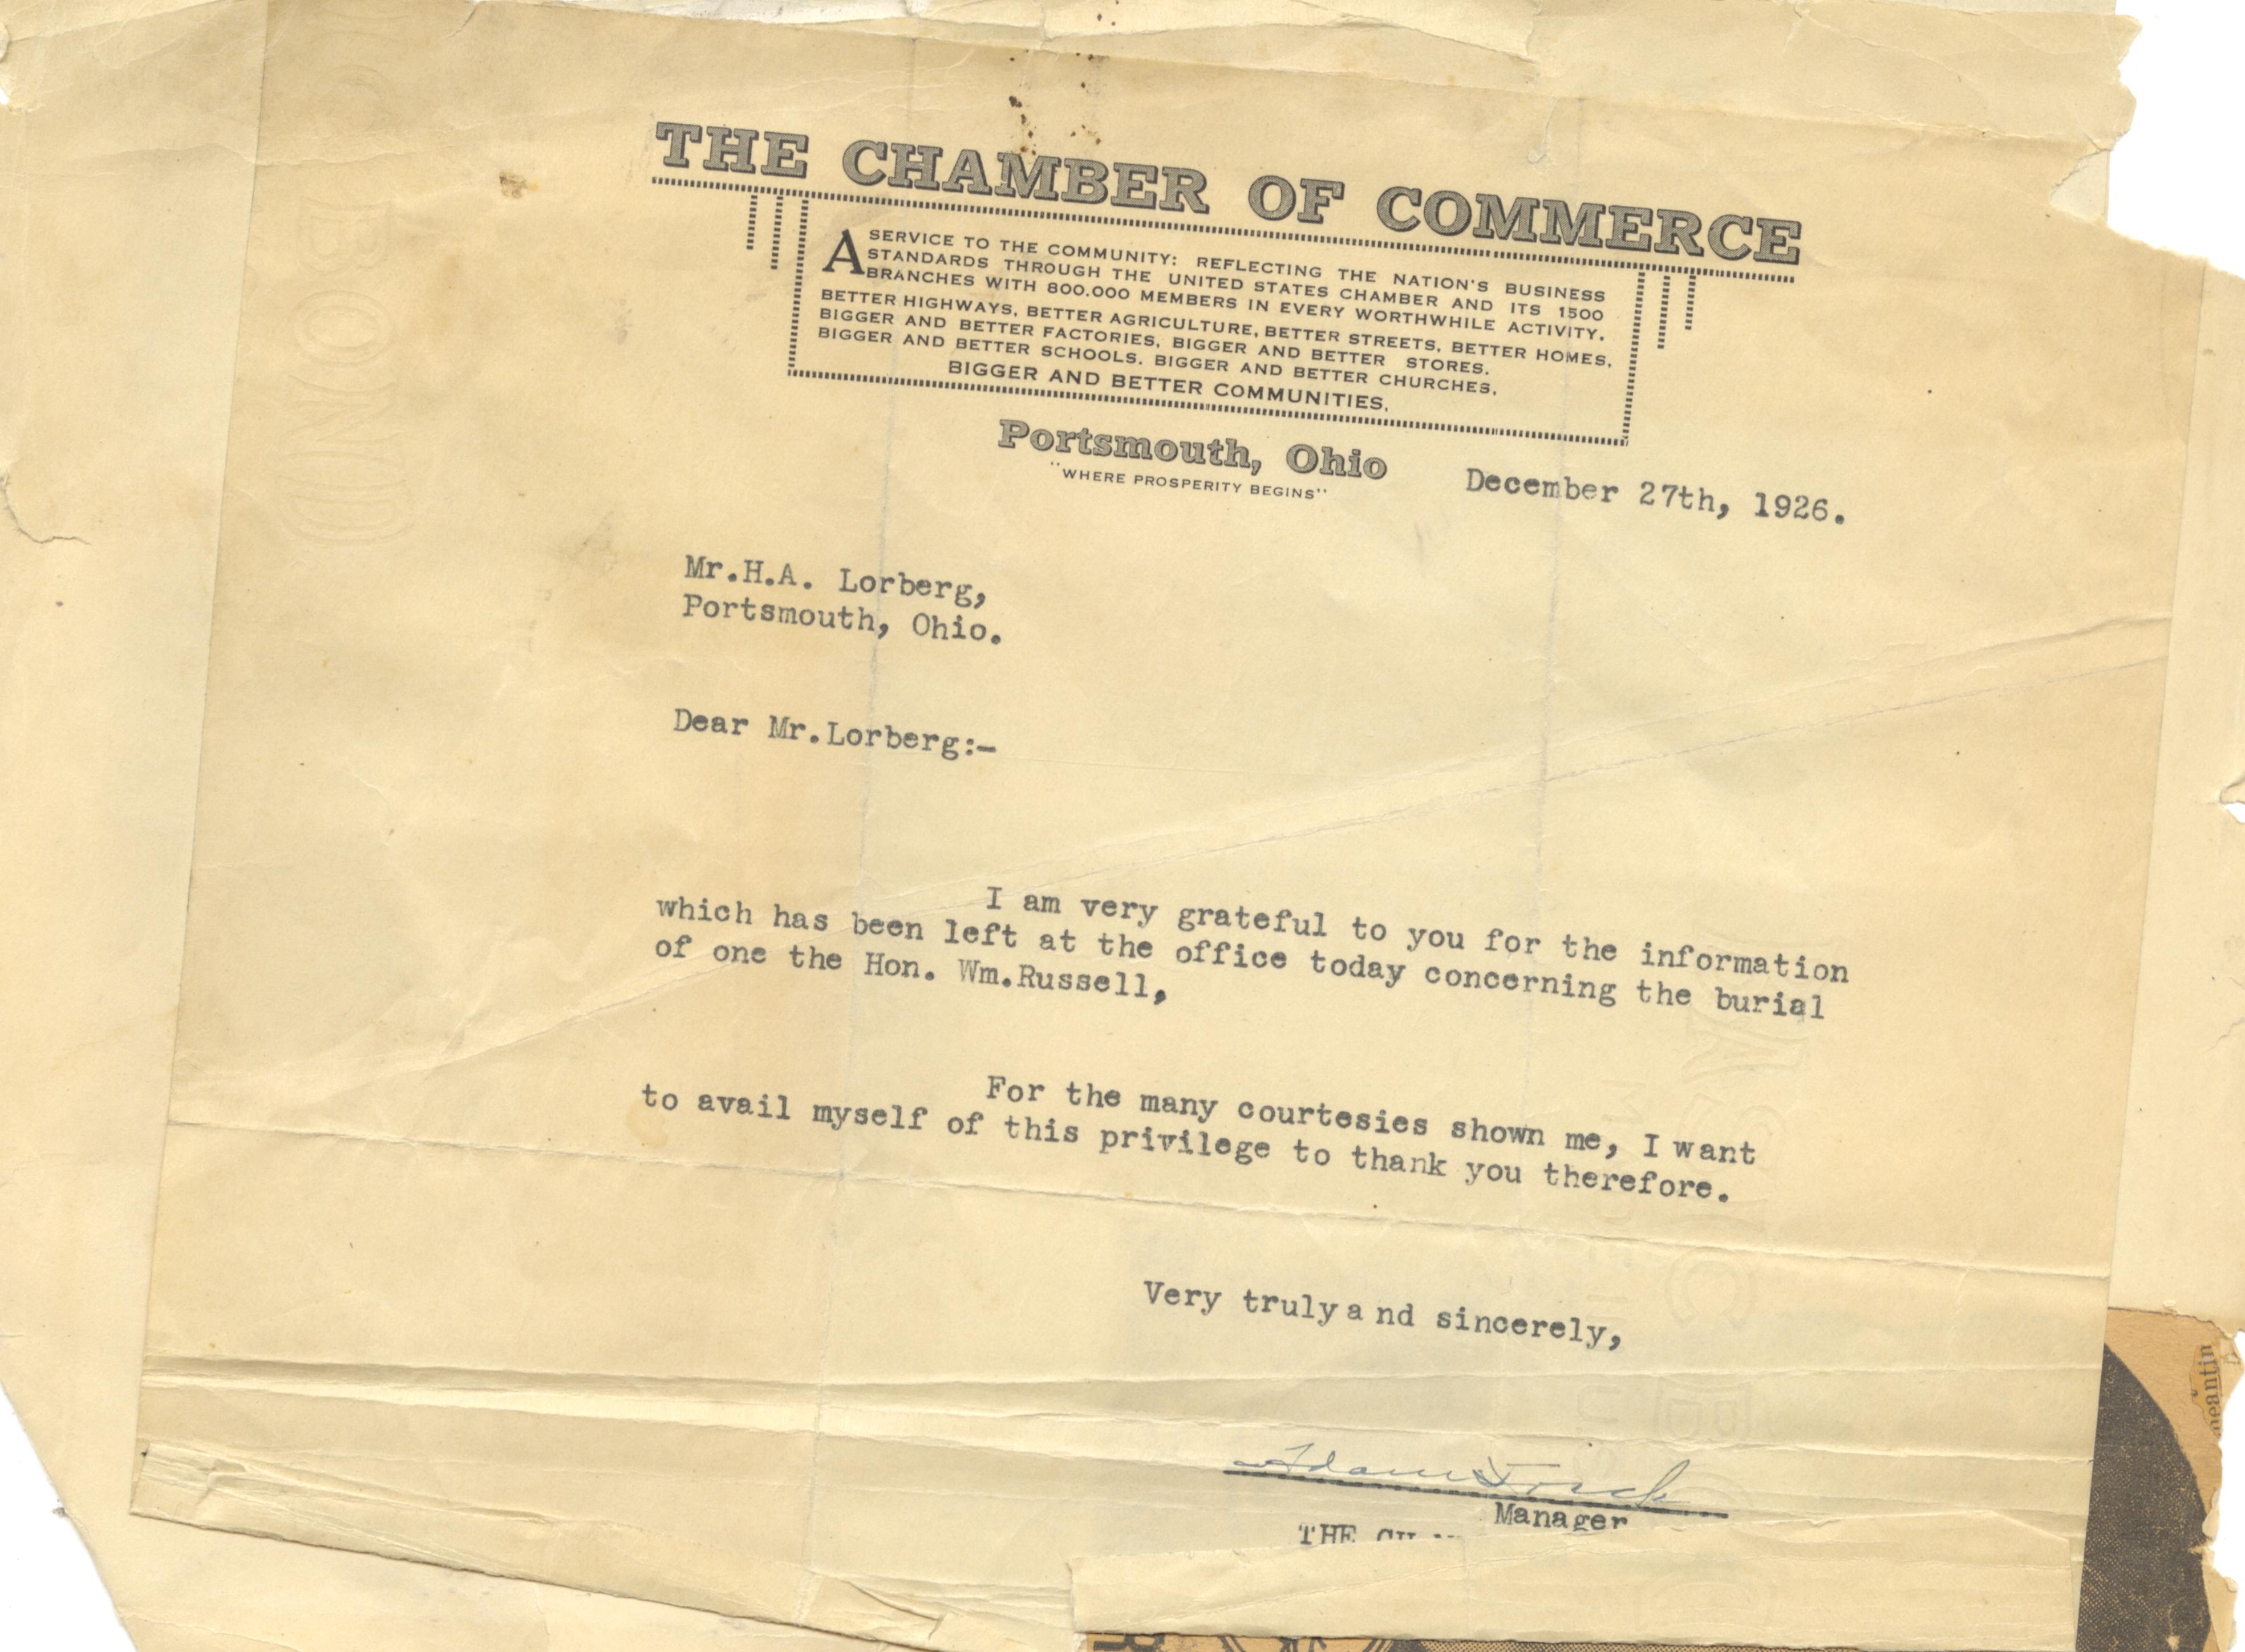 THE CHAMBER OF COMMERCE
A SERVICE TO THE COMMUNITY: REFLECTING THE NATION'S BUSINESS
STANDARDS THROUGH THE UNITED STATES CHAMBER AND ITS 1500
BRANCHES WITH 800.000 MEMBERS IN EVERY WORTHWHILE ACTIVITY.
BETTER HIGHWAYS, BETTER AGRICULTURE, BETTER STREETS, BETTER HOMES,
BIGGER AND BETTER FACTORIES, BIGGER AND BETTER STORES.
BIGGER AND BETTER SCHOOLS. BIGGER AND BETTER CHURCHES,
BIGGER AND BETTER COMMUNITIES.
Portsmouth, Ohio
"WHERE PROSPERITY BEGINS"
December 27th, 1926.
Mr.H.A. Lorberg,
Portsmouth, Ohio.
Dear Mr.Lorberg:-
I am very grateful to you for the information
which has been left at the office today concerning the burial
of one the Hon. Wm.Russell,
For the many courtesies shown me, I want
to avail myself of this privilege to thank you therefore.
Very truly and sincerely,
Adam
Manager
THE